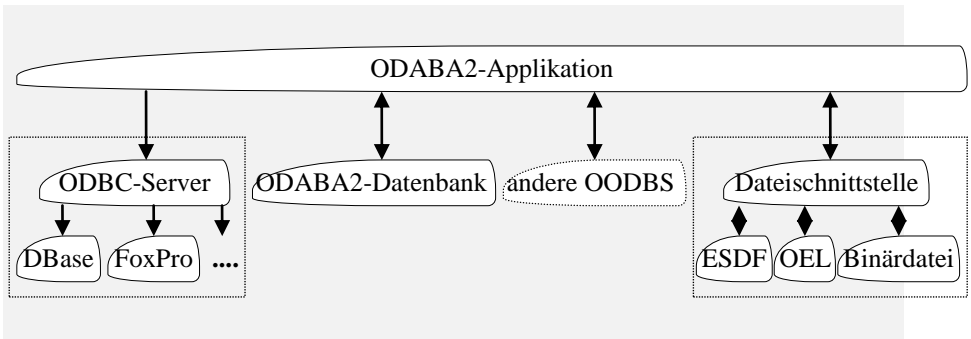 ODABA2-Applikation
ODBC-Server
ODABA2-Datenbank
andere OODBS
Dateischnittstelle
DBase
FoxPro
....
ESDF
OEL
Binärdatei